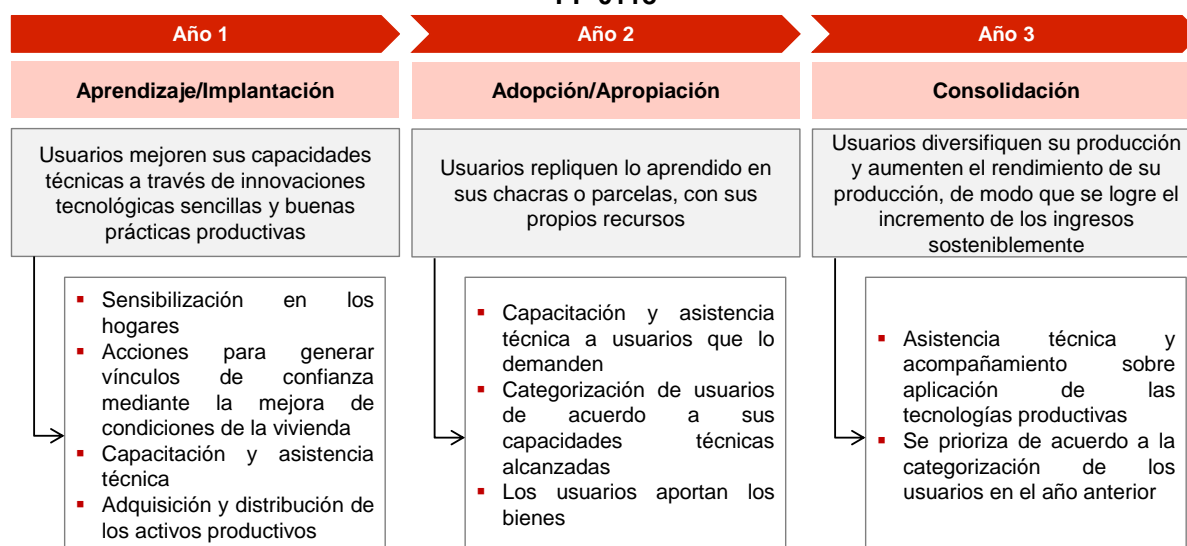 Año 1
Aprendizaje/Implantación
Usuarios mejoren sus capacidades
técnicas a través de innovaciones
tecnológicas sencillas y buenas
prácticas productivas
Sensibilización en los
hogares
Acciones para generar
vínculos de confianza
mediante la mejora de
condiciones de la vivienda
Capacitación y asistencia
técnica
Adquisición y distribución de
los activos productivos
Año 2
Adopción/Apropiación
Usuarios repliquen lo aprendido en
sus chacras o parcelas, con sus
propios recursos
Capacitación y asistencia
técnica a usuarios que lo
demanden
Categorización de usuarios
de acuerdo a sus
capacidades técnicas
alcanzadas
Los usuarios aportan los
bienes
Año 3
Consolidación
Usuarios diversifiquen su producción
y aumenten el rendimiento de su
producción, de modo que se logre el
incremento de los ingresos
sosteniblemente
Asistencia técnica y
acompañamiento sobre
aplicación de las
tecnologías productivas
Se prioriza de acuerdo a la
categorización de los
usuarios en el año anterior